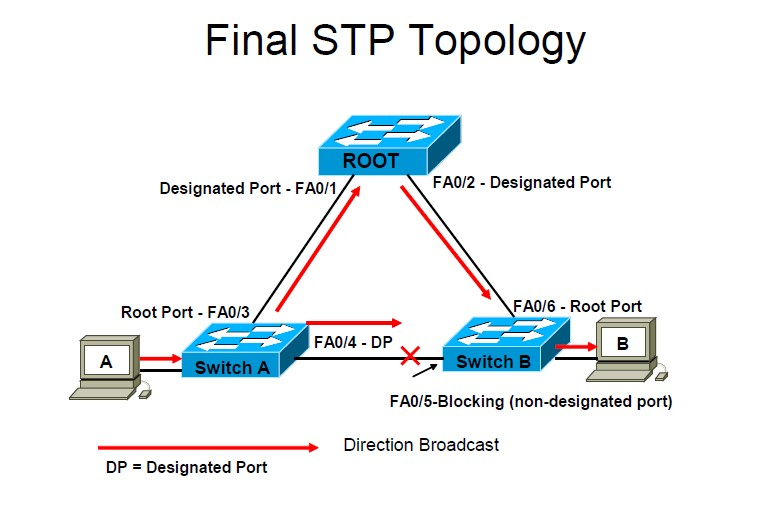 Final STP Topology
ROOT
Designated Port - FA0/1
FA0/2 - Designated Port
Root Port - FA0/3
FA0/6 - Root Port
FA0/4 - DP
A
Switch A
Switch B
B
FA0/5-Blocking (non-designated port)
Direction Broadcast
DP = Designated Port